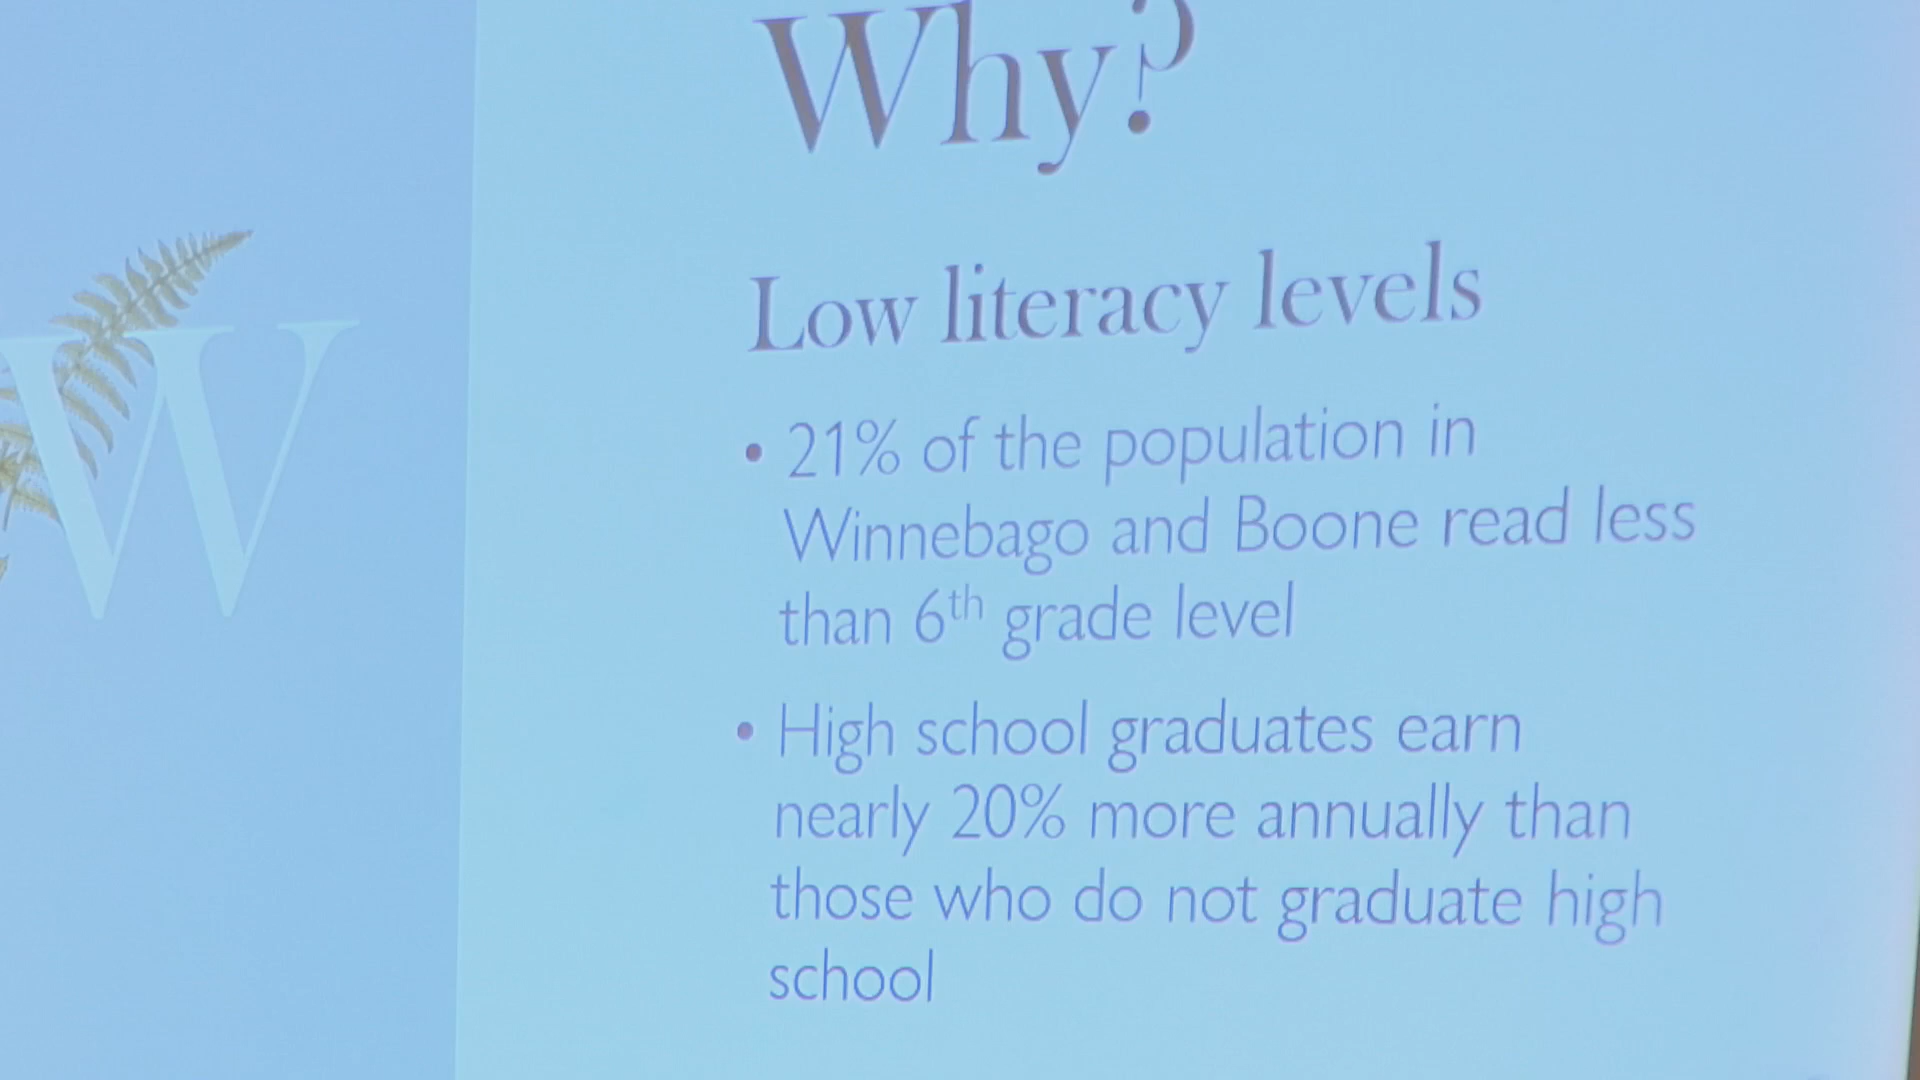 Why?
W
Low literacy levels
• 21% of the population in
Winnebago and Boone read less
than 6th grade level
• High school graduates earn
nearly 20% more annually than
those who do not graduate high
school